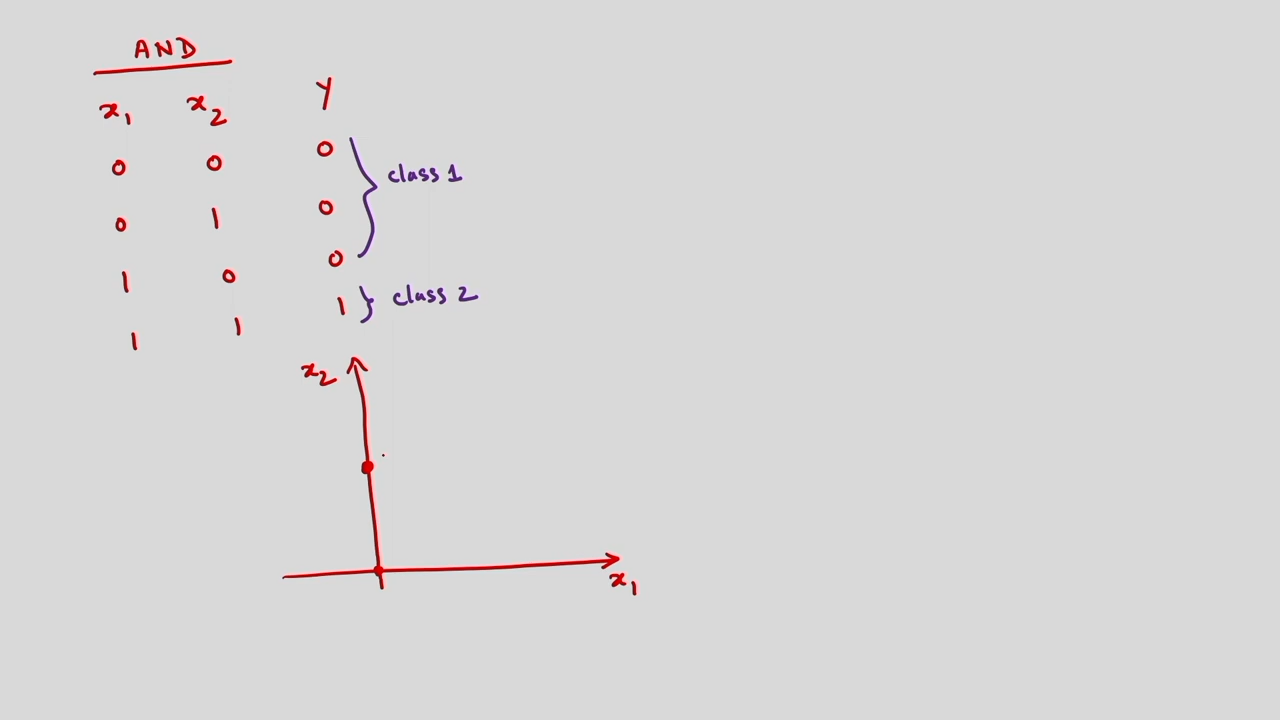 AND
x₁ x₂ Y
0 0 0
0 1 0
class 1
1 0 0
1 1 1
class 2
x₂
x₁